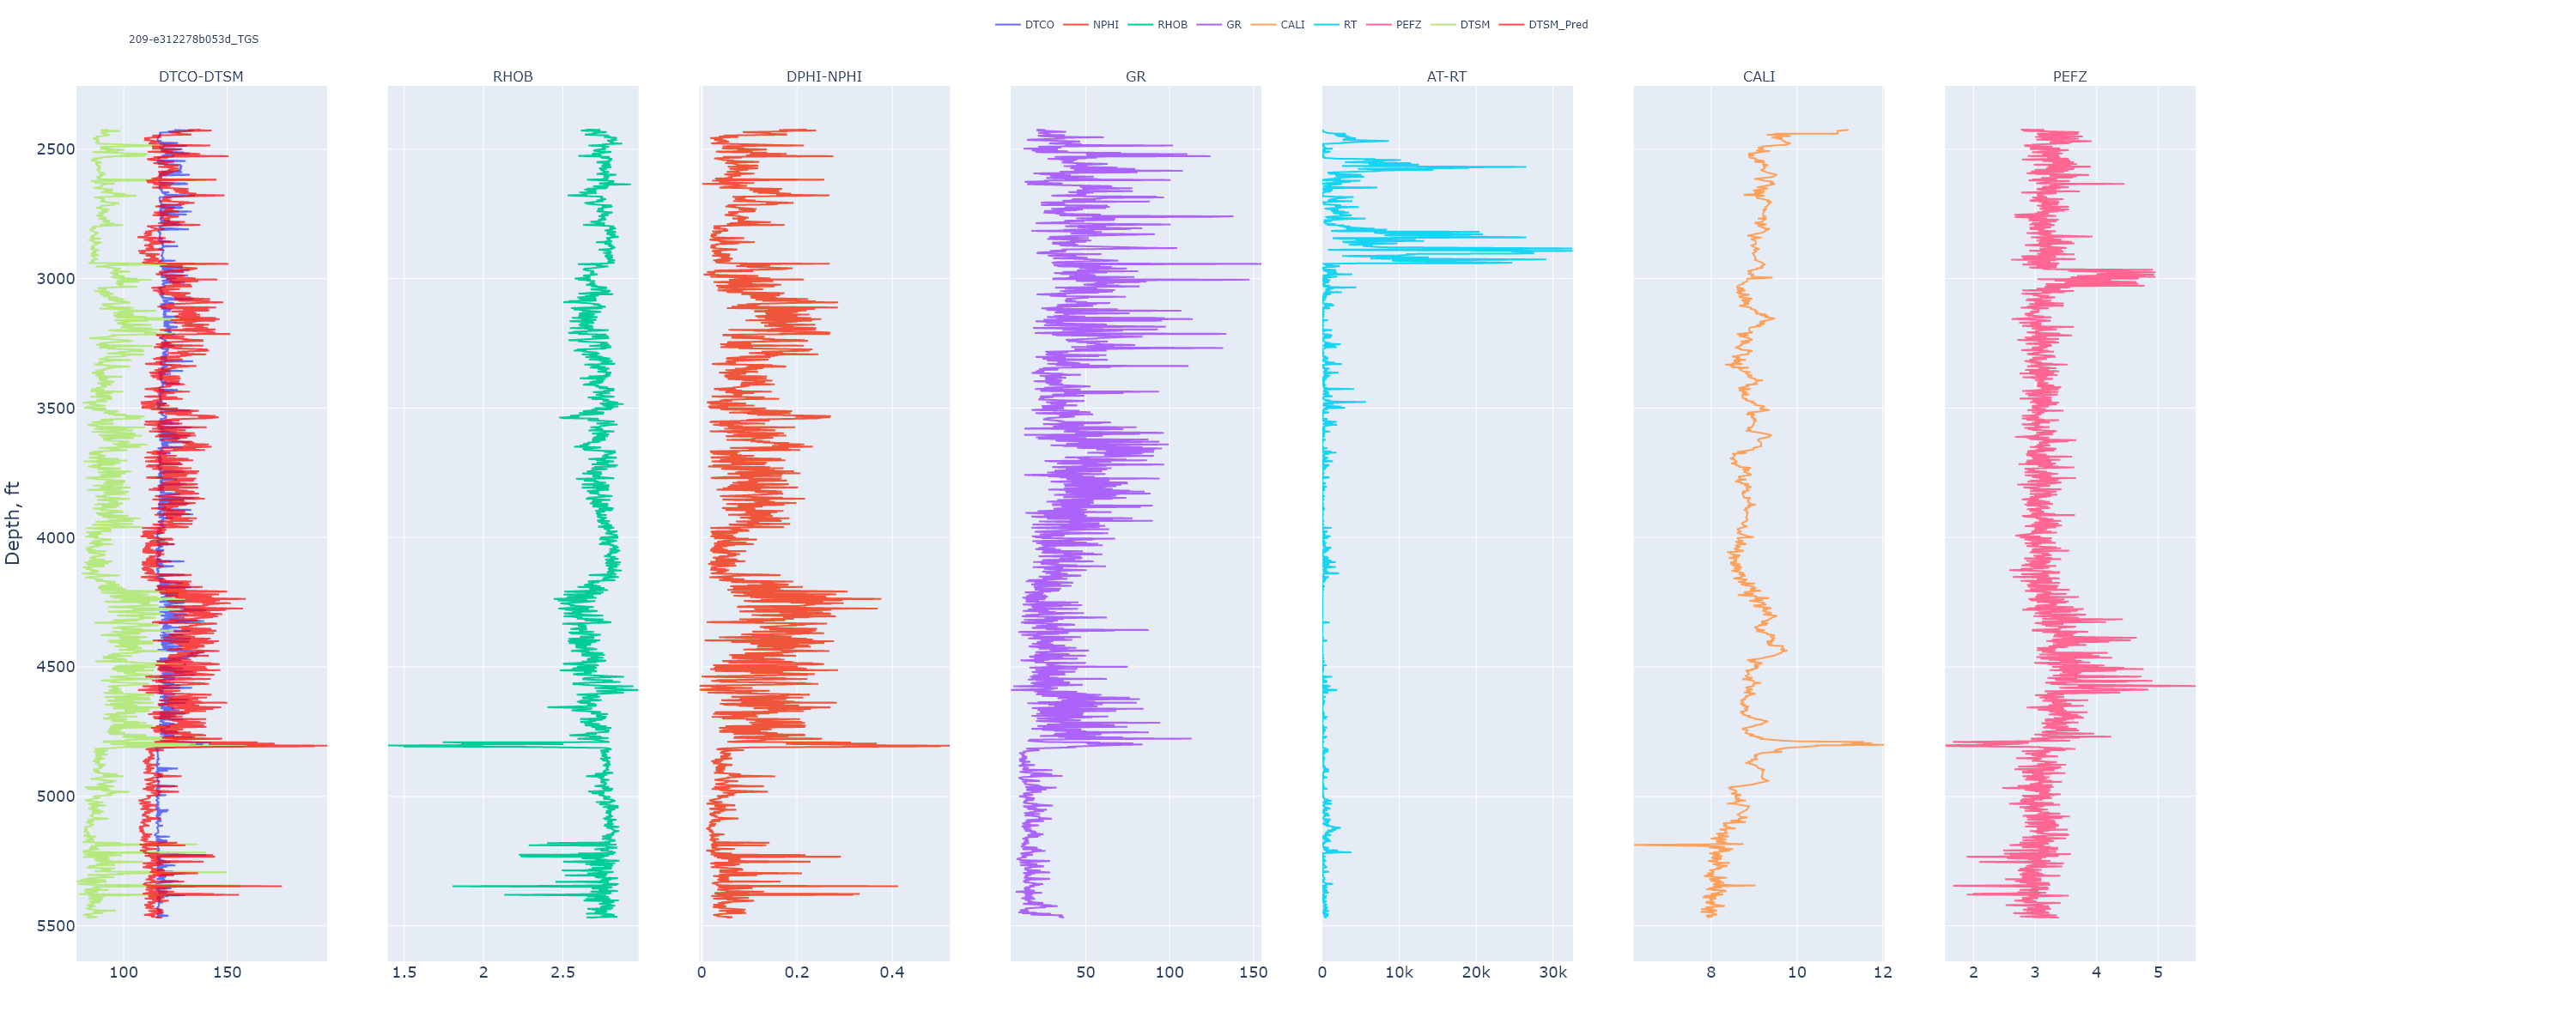 DTCO NPHI RHOB GR CALI RT PEFZ DTSM DTSM_Pred
209-e312278b053d_TGS
DTCO-DTSM RHOB DPHI-NPHI GR AT-RT CALI PEFZ
Depth, ft
2500
3000
3500
4000
4500
5000
5500
100 150 1.5 2 2.5 0 0.2 0.4 50 100 150 0 10k 20k 30k 8 10 12 2 3 4 5